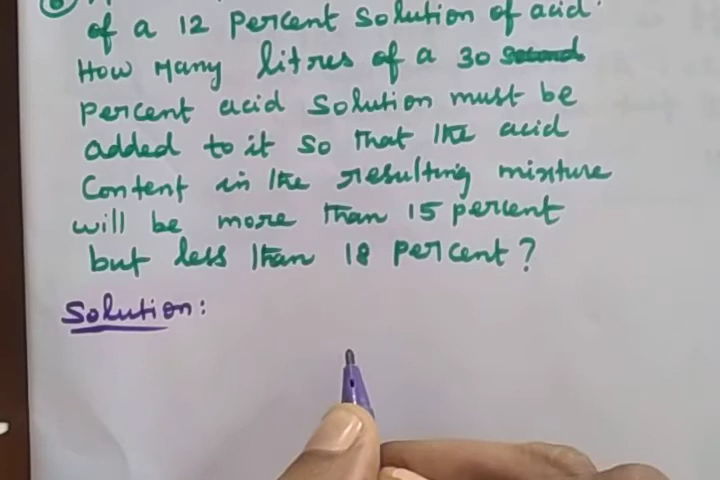 of a 12 Percent solution of acid.
How Many litres of a 30
Percent acid solution must be
added to it so that the acid
Content in the resulting mixture
will be more than 15 percent
but less than 18 percent?
Solution: